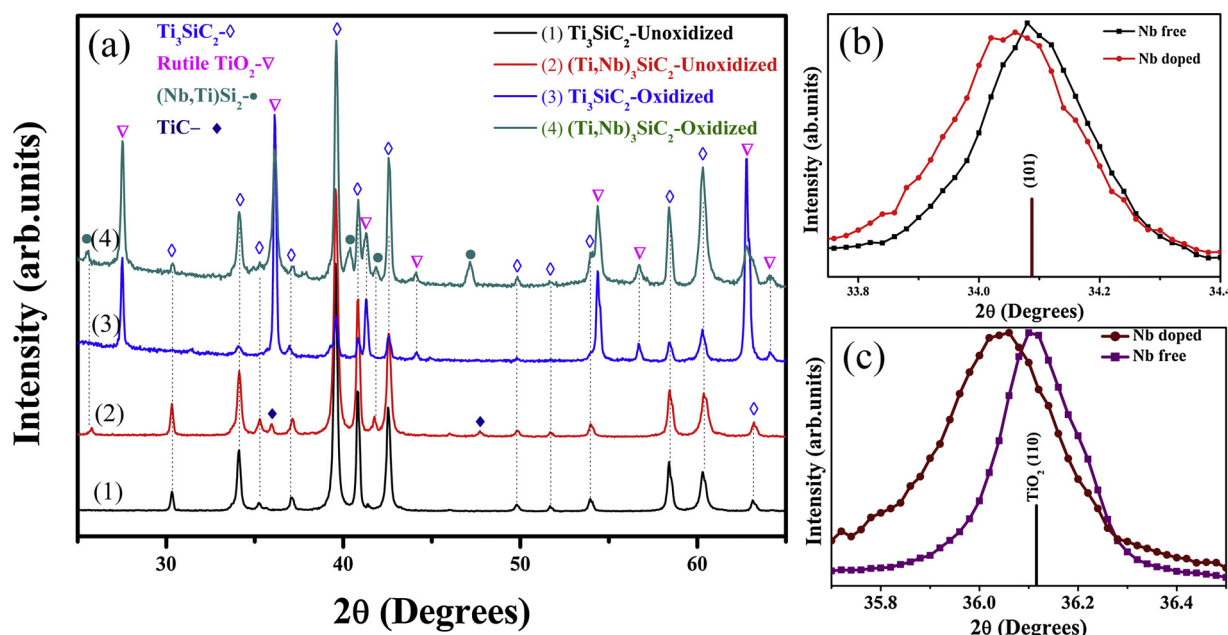 (a)
Ti₃SiC₂-◊
Rutile TiO₂-▽
(Nb,Ti)Si₂-●
TiC– ◆
(1) Ti₃SiC₂-Unoxidized
(2) (Ti,Nb)₃SiC₂-Unoxidized
(3) Ti₃SiC₂-Oxidized
(4) (Ti,Nb)₃SiC₂-Oxidized
(4)
(3)
(2)
(1)
Intensity (arb.units)
30 40 50 60
2θ (Degrees)
(b)
Nb free
Nb doped
(101)
Intensity (ab.units)
33.8 34.0 34.2 34.4
2θ (Degrees)
(c)
Nb doped
Nb free
TiO₂ (110)
Intensity (arb.units)
35.8 36.0 36.2 36.4
2θ (Degrees)